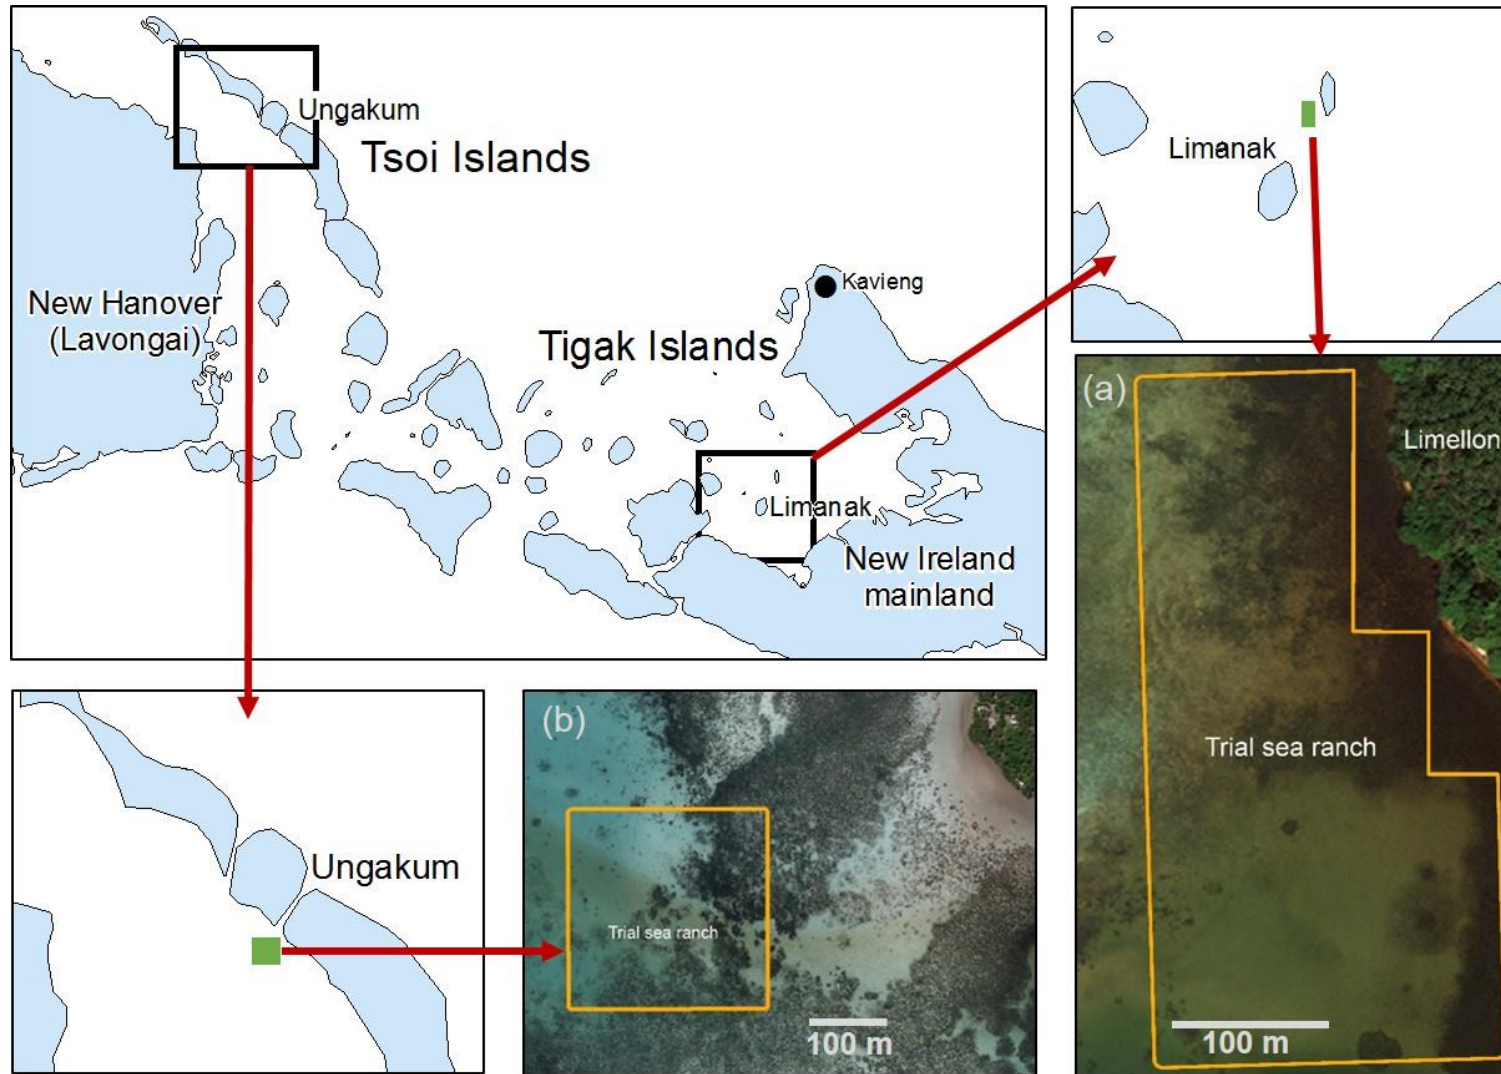 Ungakum
Tsoi Islands
New Hanover
(Lavongai)
Kavieng
Tigak Islands
Limanak
New Ireland
mainland
Limanak
(a)
Limellon
Trial sea ranch
100 m
Ungakum
(b)
Trial sea ranch
100 m